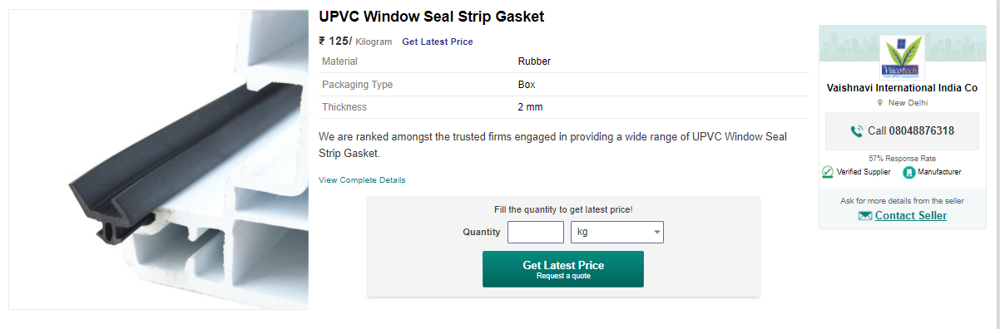 UPVC Window Seal Strip Gasket
₹ 125/ Kilogram Get Latest Price
Material Rubber
Packaging Type Box
Thickness 2 mm
We are ranked amongst the trusted firms engaged in providing a wide range of UPVC Window Seal
Strip Gasket.
View Complete Details
Fill the quantity to get latest price!
Quantity kg
Get Latest Price
Request a quote
Viicotech
Vaishnavi International India Co
New Delhi
Call 08048876318
57% Response Rate
Verified Supplier Manufacturer
Ask for more details from the seller
Contact Seller